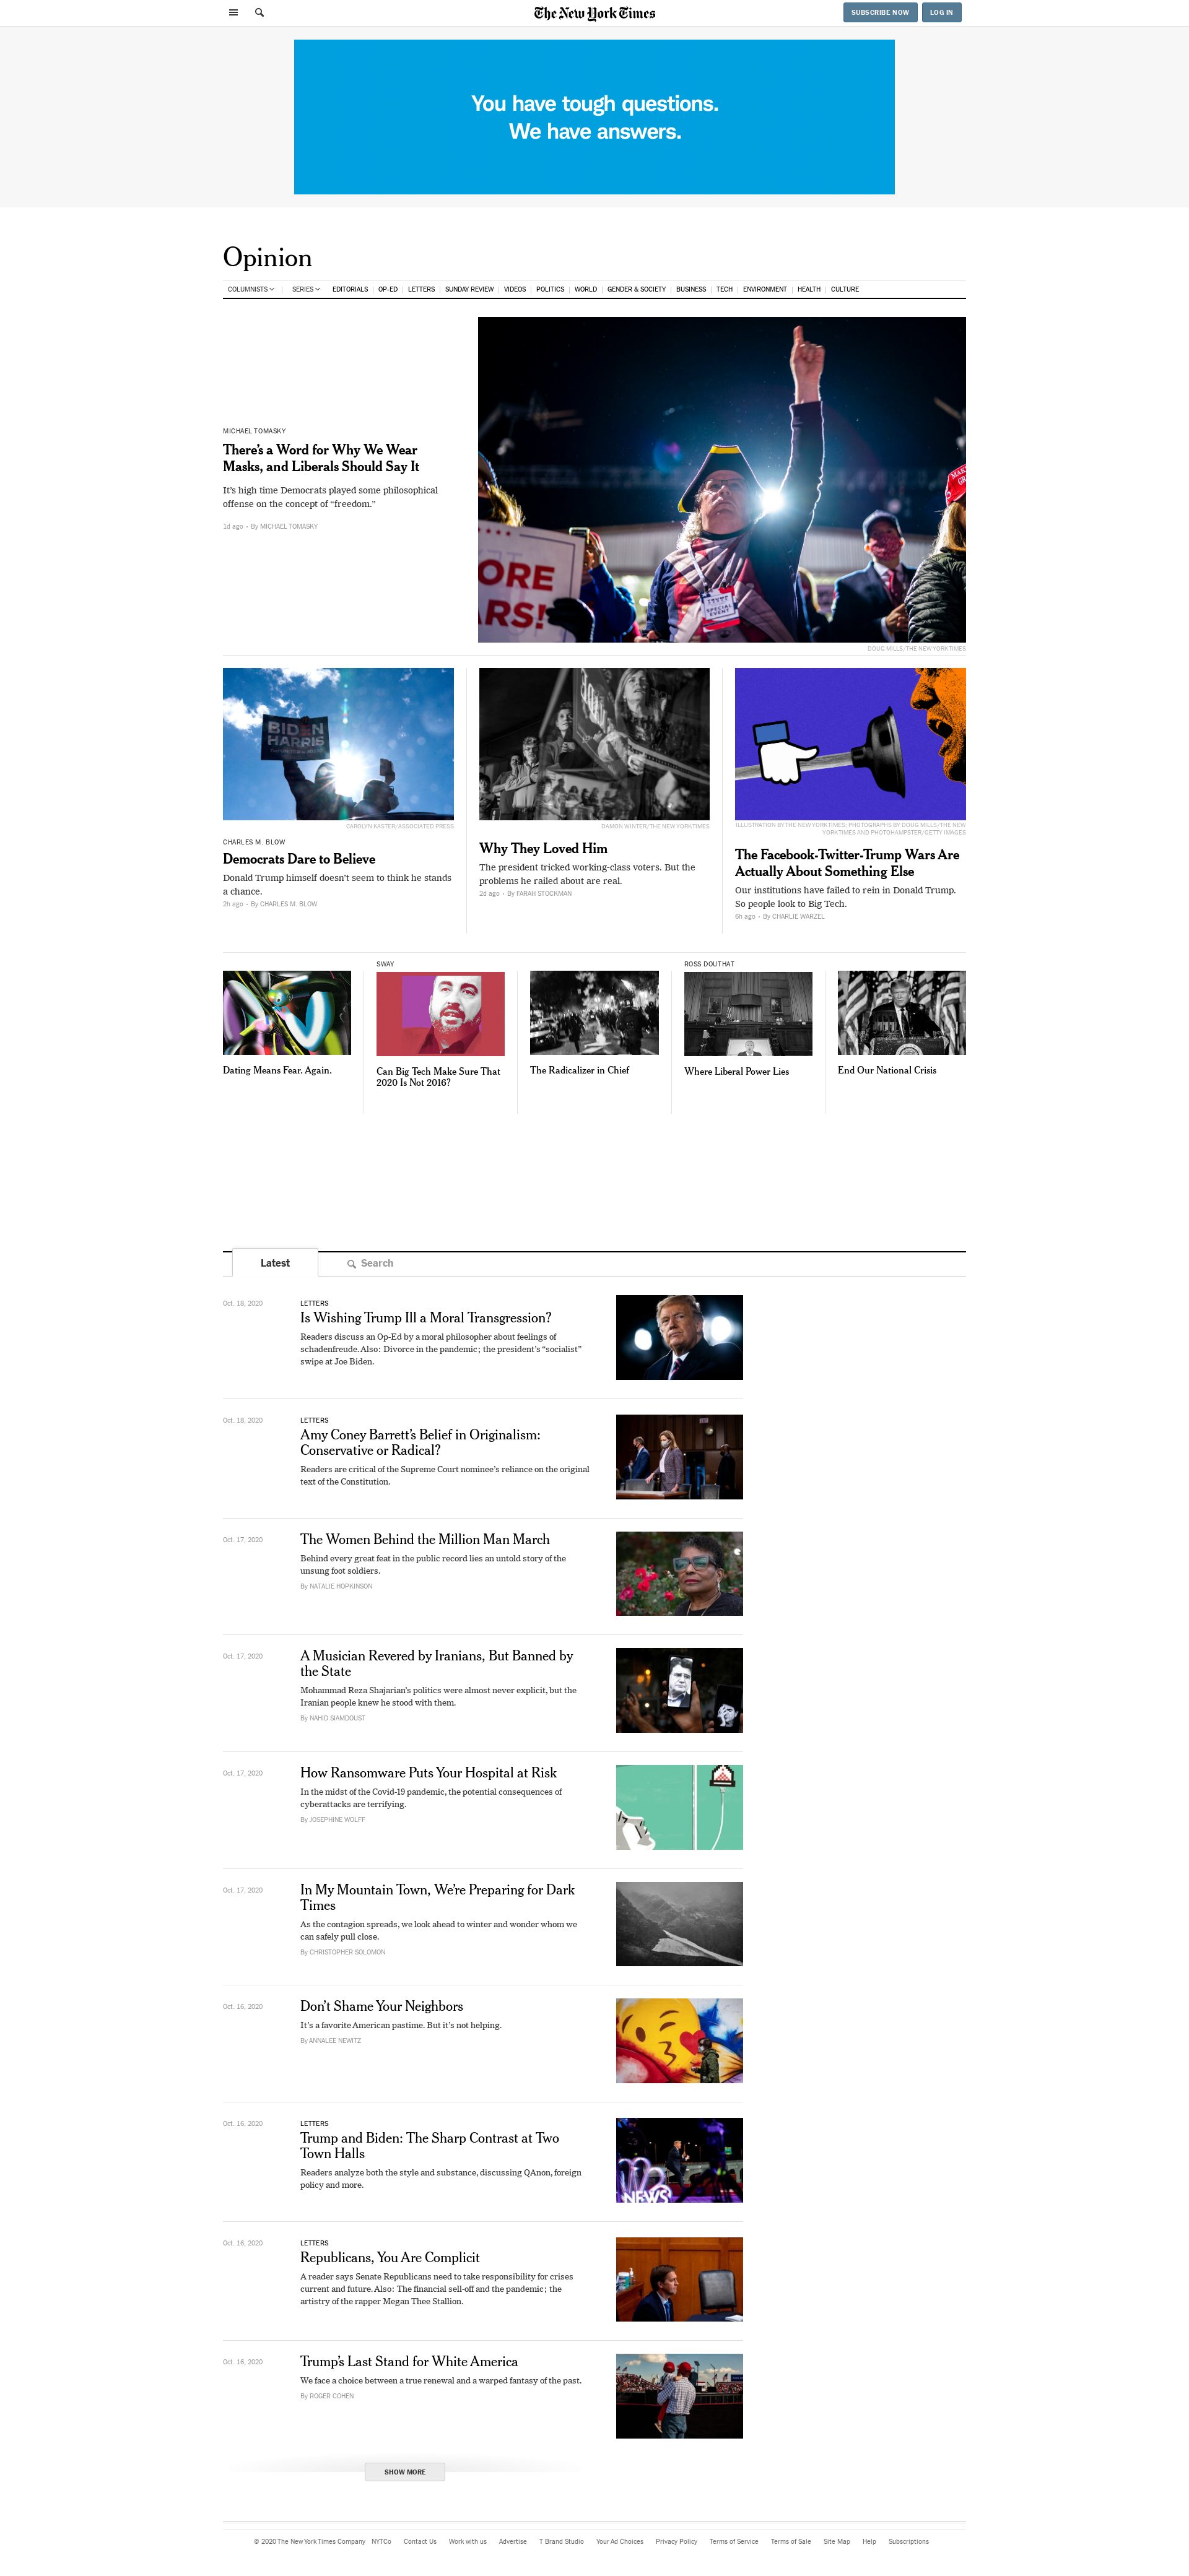 The New York Times
SUBSCRIBE NOW
LOG IN
You have tough questions.
We have answers.
Opinion
COLUMNISTS | SERIES EDITORIALS | OP-ED | LETTERS | SUNDAY REVIEW | VIDEOS | POLITICS | WORLD | GENDER & SOCIETY | BUSINESS | TECH | ENVIRONMENT | HEALTH | CULTURE
MICHAEL TOMASKY
There’s a Word for Why We Wear
Masks, and Liberals Should Say It
It’s high time Democrats played some philosophical
offense on the concept of “freedom.”
1d ago • By MICHAEL TOMASKY
ORE
RS!
SPECIAL
EVENT
DOUG MILLS/THE NEW YORK TIMES
BIDEN
HARRIS
CAROLYN KASTER/ASSOCIATED PRESS
CHARLES M. BLOW
Democrats Dare to Believe
Donald Trump himself doesn’t seem to think he stands
a chance.
2h ago • By CHARLES M. BLOW
DAMON WINTER/THE NEW YORK TIMES
Why They Loved Him
The president tricked working-class voters. But the
problems he railed about are real.
2d ago • By FARAH STOCKMAN
ILLUSTRATION BY THE NEW YORK TIMES; PHOTOGRAPHS BY DOUG MILLS/THE NEW
YORK TIMES AND PHOTOHAMPSTER/GETTY IMAGES
The Facebook-Twitter-Trump Wars Are
Actually About Something Else
Our institutions have failed to rein in Donald Trump.
So people look to Big Tech.
6h ago • By CHARLIE WARZEL
Dating Means Fear. Again.
SWAY
Can Big Tech Make Sure That
2020 Is Not 2016?
The Radicalizer in Chief
ROSS DOUTHAT
Where Liberal Power Lies
End Our National Crisis
Latest
Search
Oct. 18, 2020
LETTERS
Is Wishing Trump Ill a Moral Transgression?
Readers discuss an Op-Ed by a moral philosopher about feelings of
schadenfreude. Also: Divorce in the pandemic; the president’s “socialist”
swipe at Joe Biden.
Oct. 18, 2020
LETTERS
Amy Coney Barrett’s Belief in Originalism:
Conservative or Radical?
Readers are critical of the Supreme Court nominee’s reliance on the original
text of the Constitution.
Oct. 17, 2020
The Women Behind the Million Man March
Behind every great feat in the public record lies an untold story of the
unsung foot soldiers.
By NATALIE HOPKINSON
Oct. 17, 2020
A Musician Revered by Iranians, But Banned by
the State
Mohammad Reza Shajarian’s politics were almost never explicit, but the
Iranian people knew he stood with them.
By NAHID SIAMDOUST
Oct. 17, 2020
How Ransomware Puts Your Hospital at Risk
In the midst of the Covid-19 pandemic, the potential consequences of
cyberattacks are terrifying.
By JOSEPHINE WOLFF
Oct. 17, 2020
In My Mountain Town, We’re Preparing for Dark
Times
As the contagion spreads, we look ahead to winter and wonder whom we
can safely pull close.
By CHRISTOPHER SOLOMON
Oct. 16, 2020
Don’t Shame Your Neighbors
It’s a favorite American pastime. But it’s not helping.
By ANNALEE NEWITZ
Oct. 16, 2020
LETTERS
Trump and Biden: The Sharp Contrast at Two
Town Halls
Readers analyze both the style and substance, discussing QAnon, foreign
policy and more.
NEWS
Oct. 16, 2020
LETTERS
Republicans, You Are Complicit
A reader says Senate Republicans need to take responsibility for crises
current and future. Also: The financial sell-off and the pandemic; the
artistry of the rapper Megan Thee Stallion.
Oct. 16, 2020
Trump’s Last Stand for White America
We face a choice between a true renewal and a warped fantasy of the past.
By ROGER COHEN
SHOW MORE
© 2020 The New York Times Company NYTCo Contact Us Work with us Advertise T Brand Studio Your Ad Choices Privacy Policy Terms of Service Terms of Sale Site Map Help Subscriptions